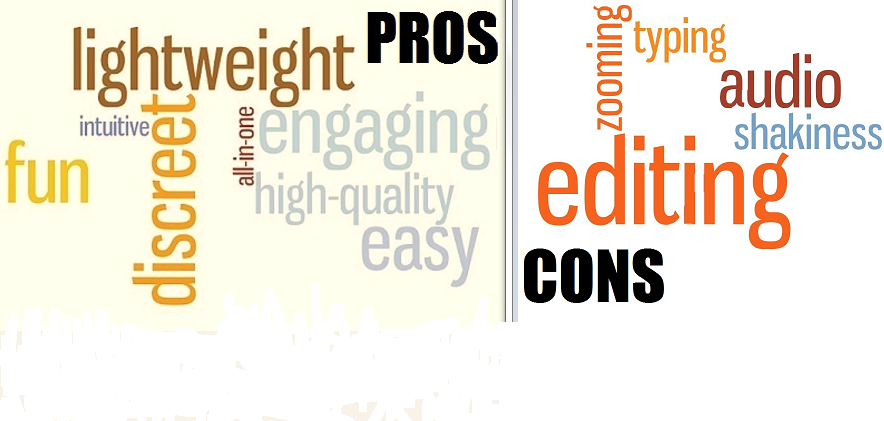 PROS
lightweight
intuitive
discreet
all-in-one
engaging
fun
high-quality
easy
zooming
typing
audio
shakiness
editing
CONS